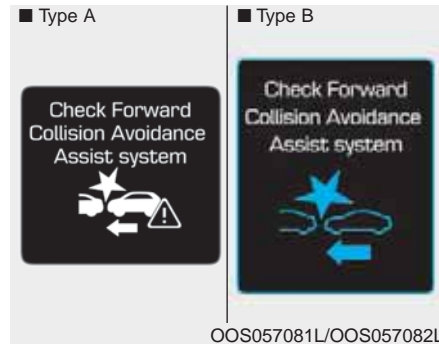 ■ Type A
■ Type B
Check Forward
Collision Avoidance
Assist system
Check Forward
Collision Avoidance
Assist system
OOS057081L/OOS057082L